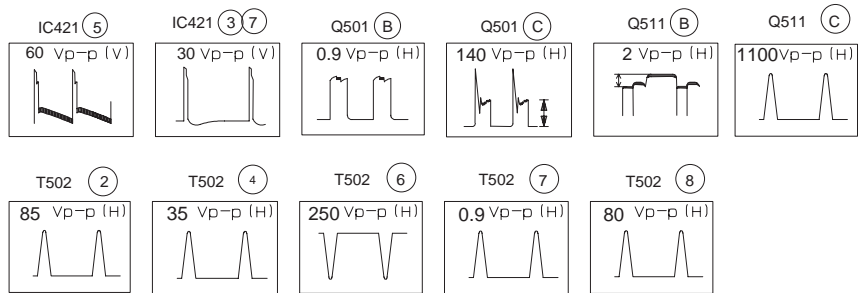 IC421 5 IC421 3 7 Q501 B Q501 C Q511 B Q511 C
60 Vp-p (V) 30 Vp-p (V) 0.9 Vp-p (H) 140 Vp-p (H) 2 Vp-p (H) 1100Vp-p (H)
T502 2 T502 4 T502 6 T502 7 T502 8
85 Vp-p (H) 35 Vp-p (H) 250 Vp-p (H) 0.9 Vp-p (H) 80 Vp-p (H)